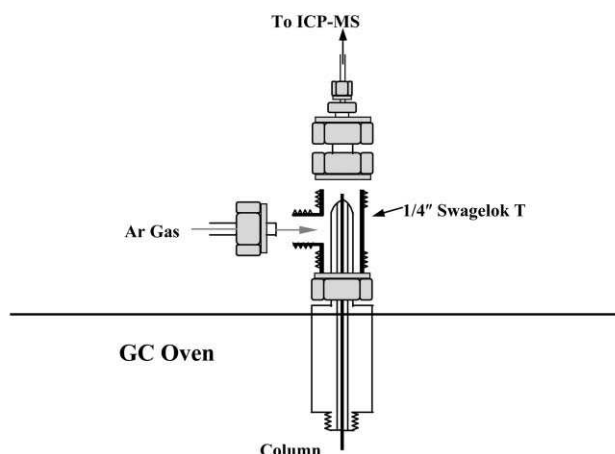 To ICP-MS
1/4″ Swagelok T
Ar Gas
GC Oven
Column